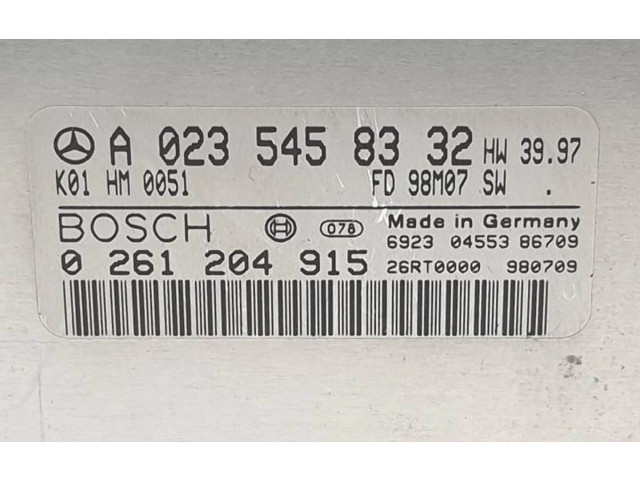 A 023 545 83 32 HW 39.97
K01 HM 0051 FD 98M07 SW .
BOSCH 078 Made in Germany
6923 04553 86709
0 261 204 915 26RT0000 980709